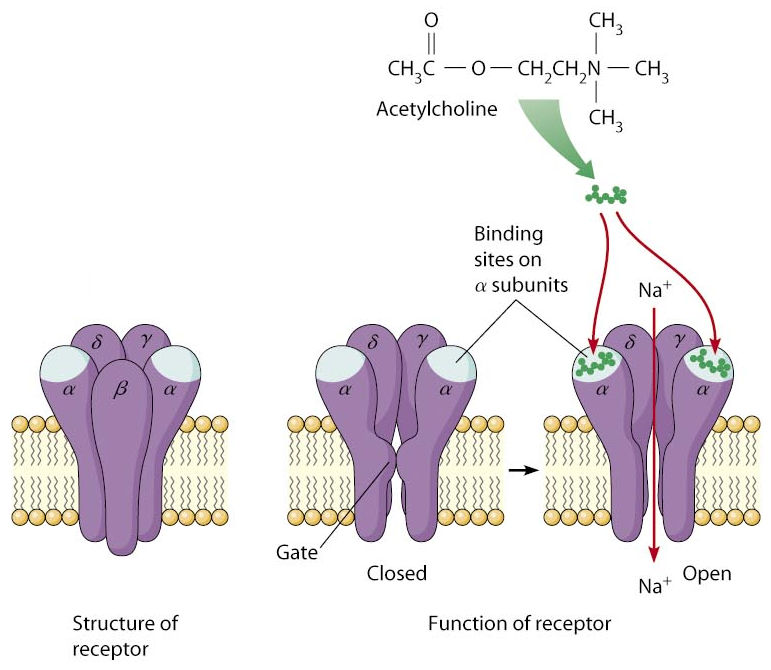 O
CH₃
CH₃C — O — CH₂CH₂N — CH₃
Acetylcholine
CH₃
Binding
sites on
α subunits
Na⁺
δ γ
α β α
δ γ
α α
δ γ
α α
Gate
Closed
Na⁺ Open
Structure of
receptor
Function of receptor